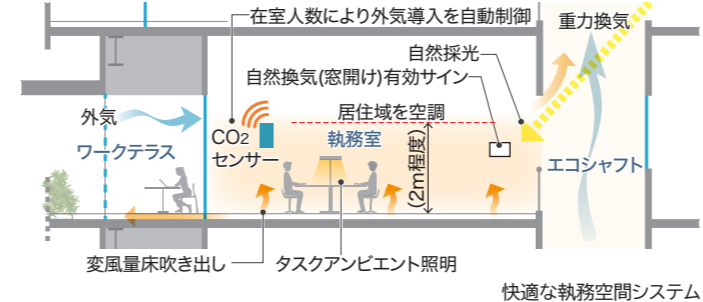 在室人数により外気導入を自動制御
重力換気
自然採光
自然換気(窓開け)有効サイン
外気
居住域を空調
CO2
センサー
執務室
ワークテラス
(2m程度)
エコシャフト
変風量床吹き出し
タスクアンビエント照明
快適な執務空間システム